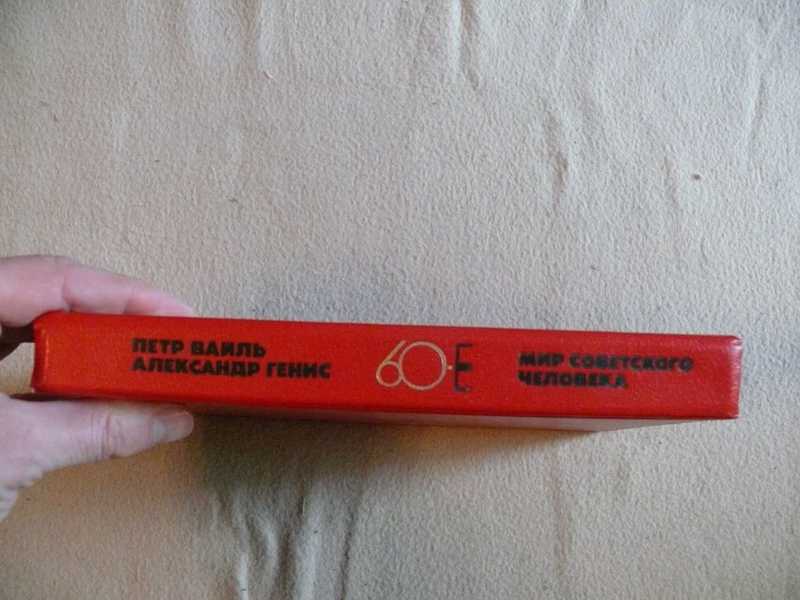 ПЕТР ВАЙЛЬ
АЛЕКСАНДР ГЕНИС
60-Е
МИР СОВЕТСКОГО
ЧЕЛОВЕКА